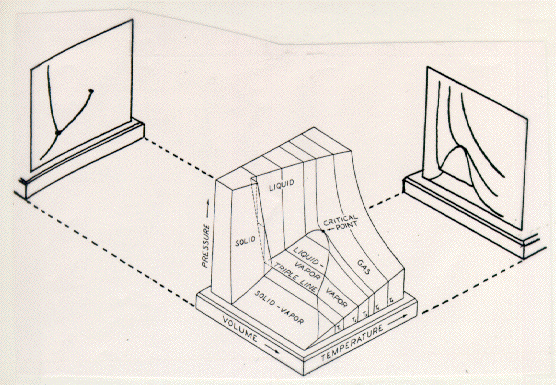 LIQUID
CRITICAL
POINT
SOLID
PRESSURE
LIQUID-
VAPOR
GAS
TRIPLE LINE
VAPOR
SOLID-VAPOR
VOLUME
TEMPERATURE